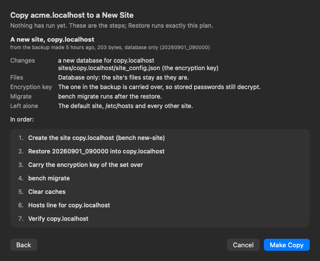 Copy acme.localhost to a New Site
Nothing has run yet. These are the steps; Restore runs exactly this plan.
A new site, copy.localhost
from the backup made 5 hours ago, 203 bytes, database only (20260901_090000)
Changes a new database for copy.localhost
sites/copy.localhost/site_config.json (the encryption key)
Files Database only: the site's files stay as they are.
Encryption key The one in the backup is carried over, so stored passwords still decrypt.
Migrate bench migrate runs after the restore.
Left alone The default site, /etc/hosts and every other site.
In order:
1. Create the site copy.localhost (bench new-site)
2. Restore 20260901_090000 into copy.localhost
3. Carry the encryption key of the set over
4. bench migrate
5. Clear caches
6. Hosts line for copy.localhost
7. Verify copy.localhost
Back Cancel Make Copy